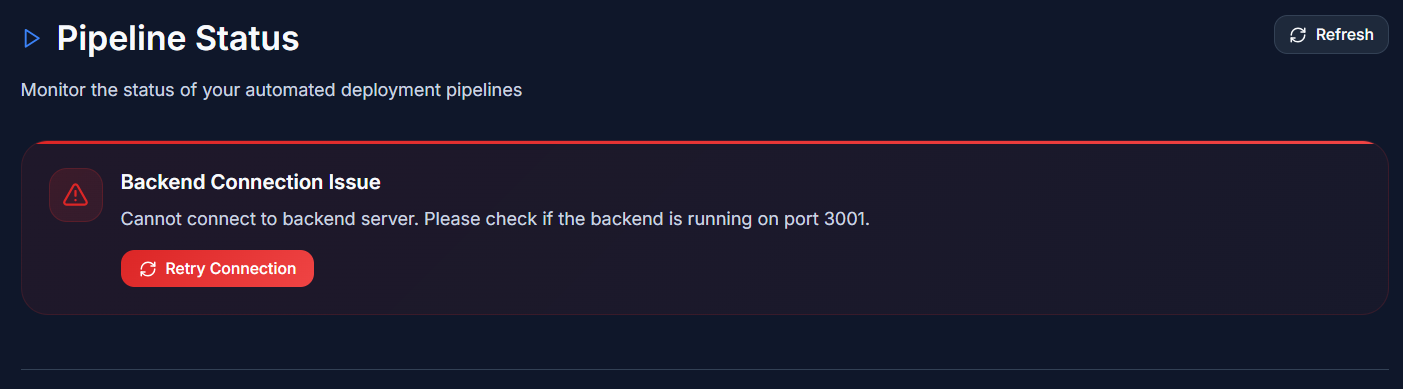 Pipeline Status
Refresh
Monitor the status of your automated deployment pipelines
Backend Connection Issue
Cannot connect to backend server. Please check if the backend is running on port 3001.
Retry Connection